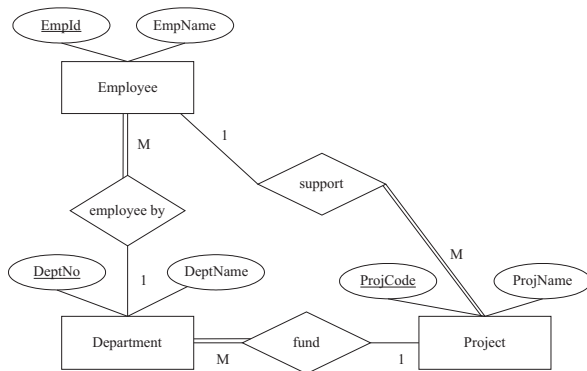 EmpId
EmpName
Employee
M
1
support
employee by
M
DeptNo
1
DeptName
ProjCode
ProjName
Department
M
fund
1
Project